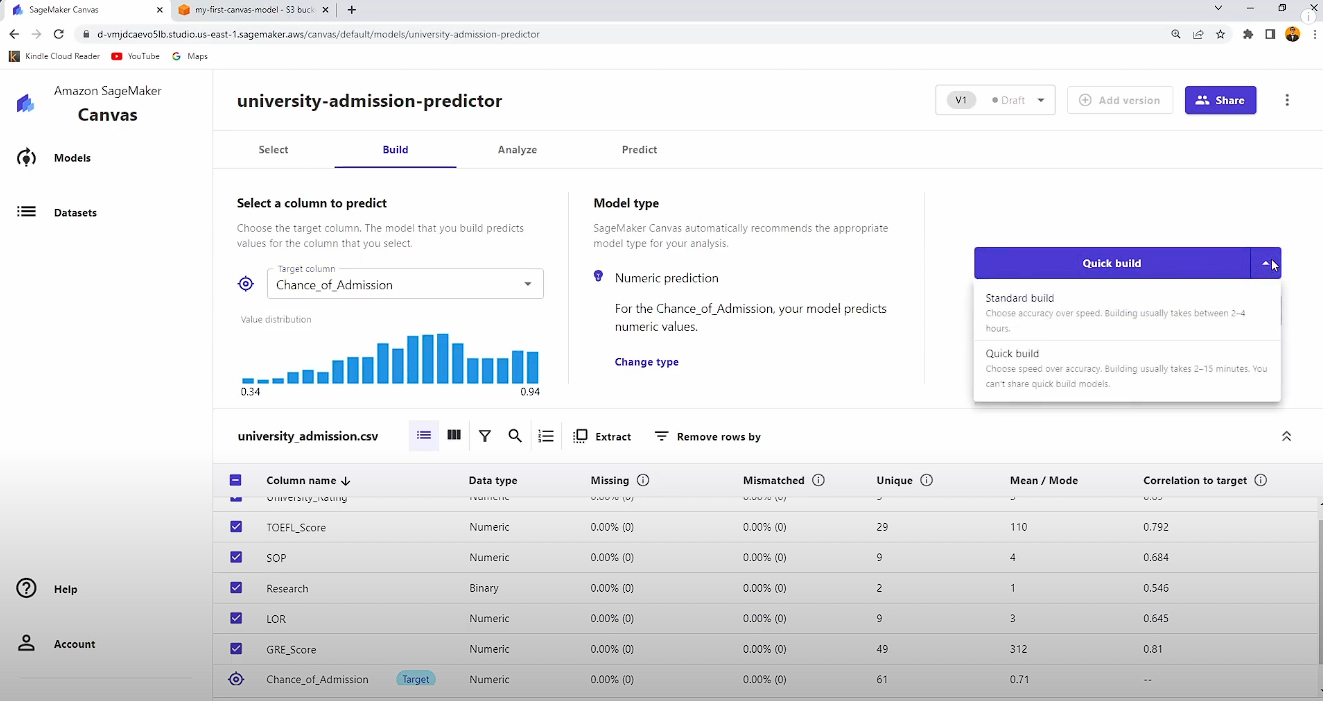 SageMaker Canvas
my-first-canvas-model - S3 buck
d-vmjdcaevo5lb.studio.us-east-1.sagemaker.aws/canvas/default/models/university-admission-predictor
Kindle Cloud Reader YouTube Maps
Amazon SageMaker
Canvas
Models
Datasets
Help
Account
university-admission-predictor
V1 Draft
Add version
Share
Select Build Analyze Predict
Select a column to predict
Choose the target column. The model that you build predicts
values for the column that you select.
Target column
Chance_of_Admission
Value distribution
0.34 0.94
Model type
SageMaker Canvas automatically recommends the appropriate
model type for your analysis.
Numeric prediction
For the Chance_of_Admission, your model predicts
numeric values.
Change type
Quick build
Standard build
Choose accuracy over speed. Building usually takes between 2–4
hours.
Quick build
Choose speed over accuracy. Building usually takes 2–15 minutes. You
can't share quick build models.
university_admission.csv Extract Remove rows by
Column name Data type Missing Mismatched Unique Mean / Mode Correlation to target
University_Rating Numeric 0.00% (0) 0.00% (0)
TOEFL_Score Numeric 0.00% (0) 0.00% (0) 29 110 0.792
SOP Numeric 0.00% (0) 0.00% (0) 9 4 0.684
Research Binary 0.00% (0) 0.00% (0) 2 1 0.546
LOR Numeric 0.00% (0) 0.00% (0) 9 3 0.645
GRE_Score Numeric 0.00% (0) 0.00% (0) 49 312 0.81
Chance_of_Admission Target Numeric 0.00% (0) 0.00% (0) 61 0.71 --